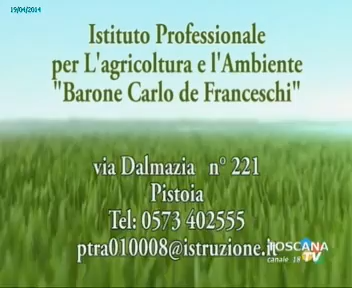 19/04/2014
Istituto Professionale
per L'agricoltura e l'Ambiente
"Barone Carlo de Franceschi"
via Dalmazia n° 221
Pistoia
Tel: 0573 402555
ptra010008@istruzione.it
TOSCANA
TV
canale 18